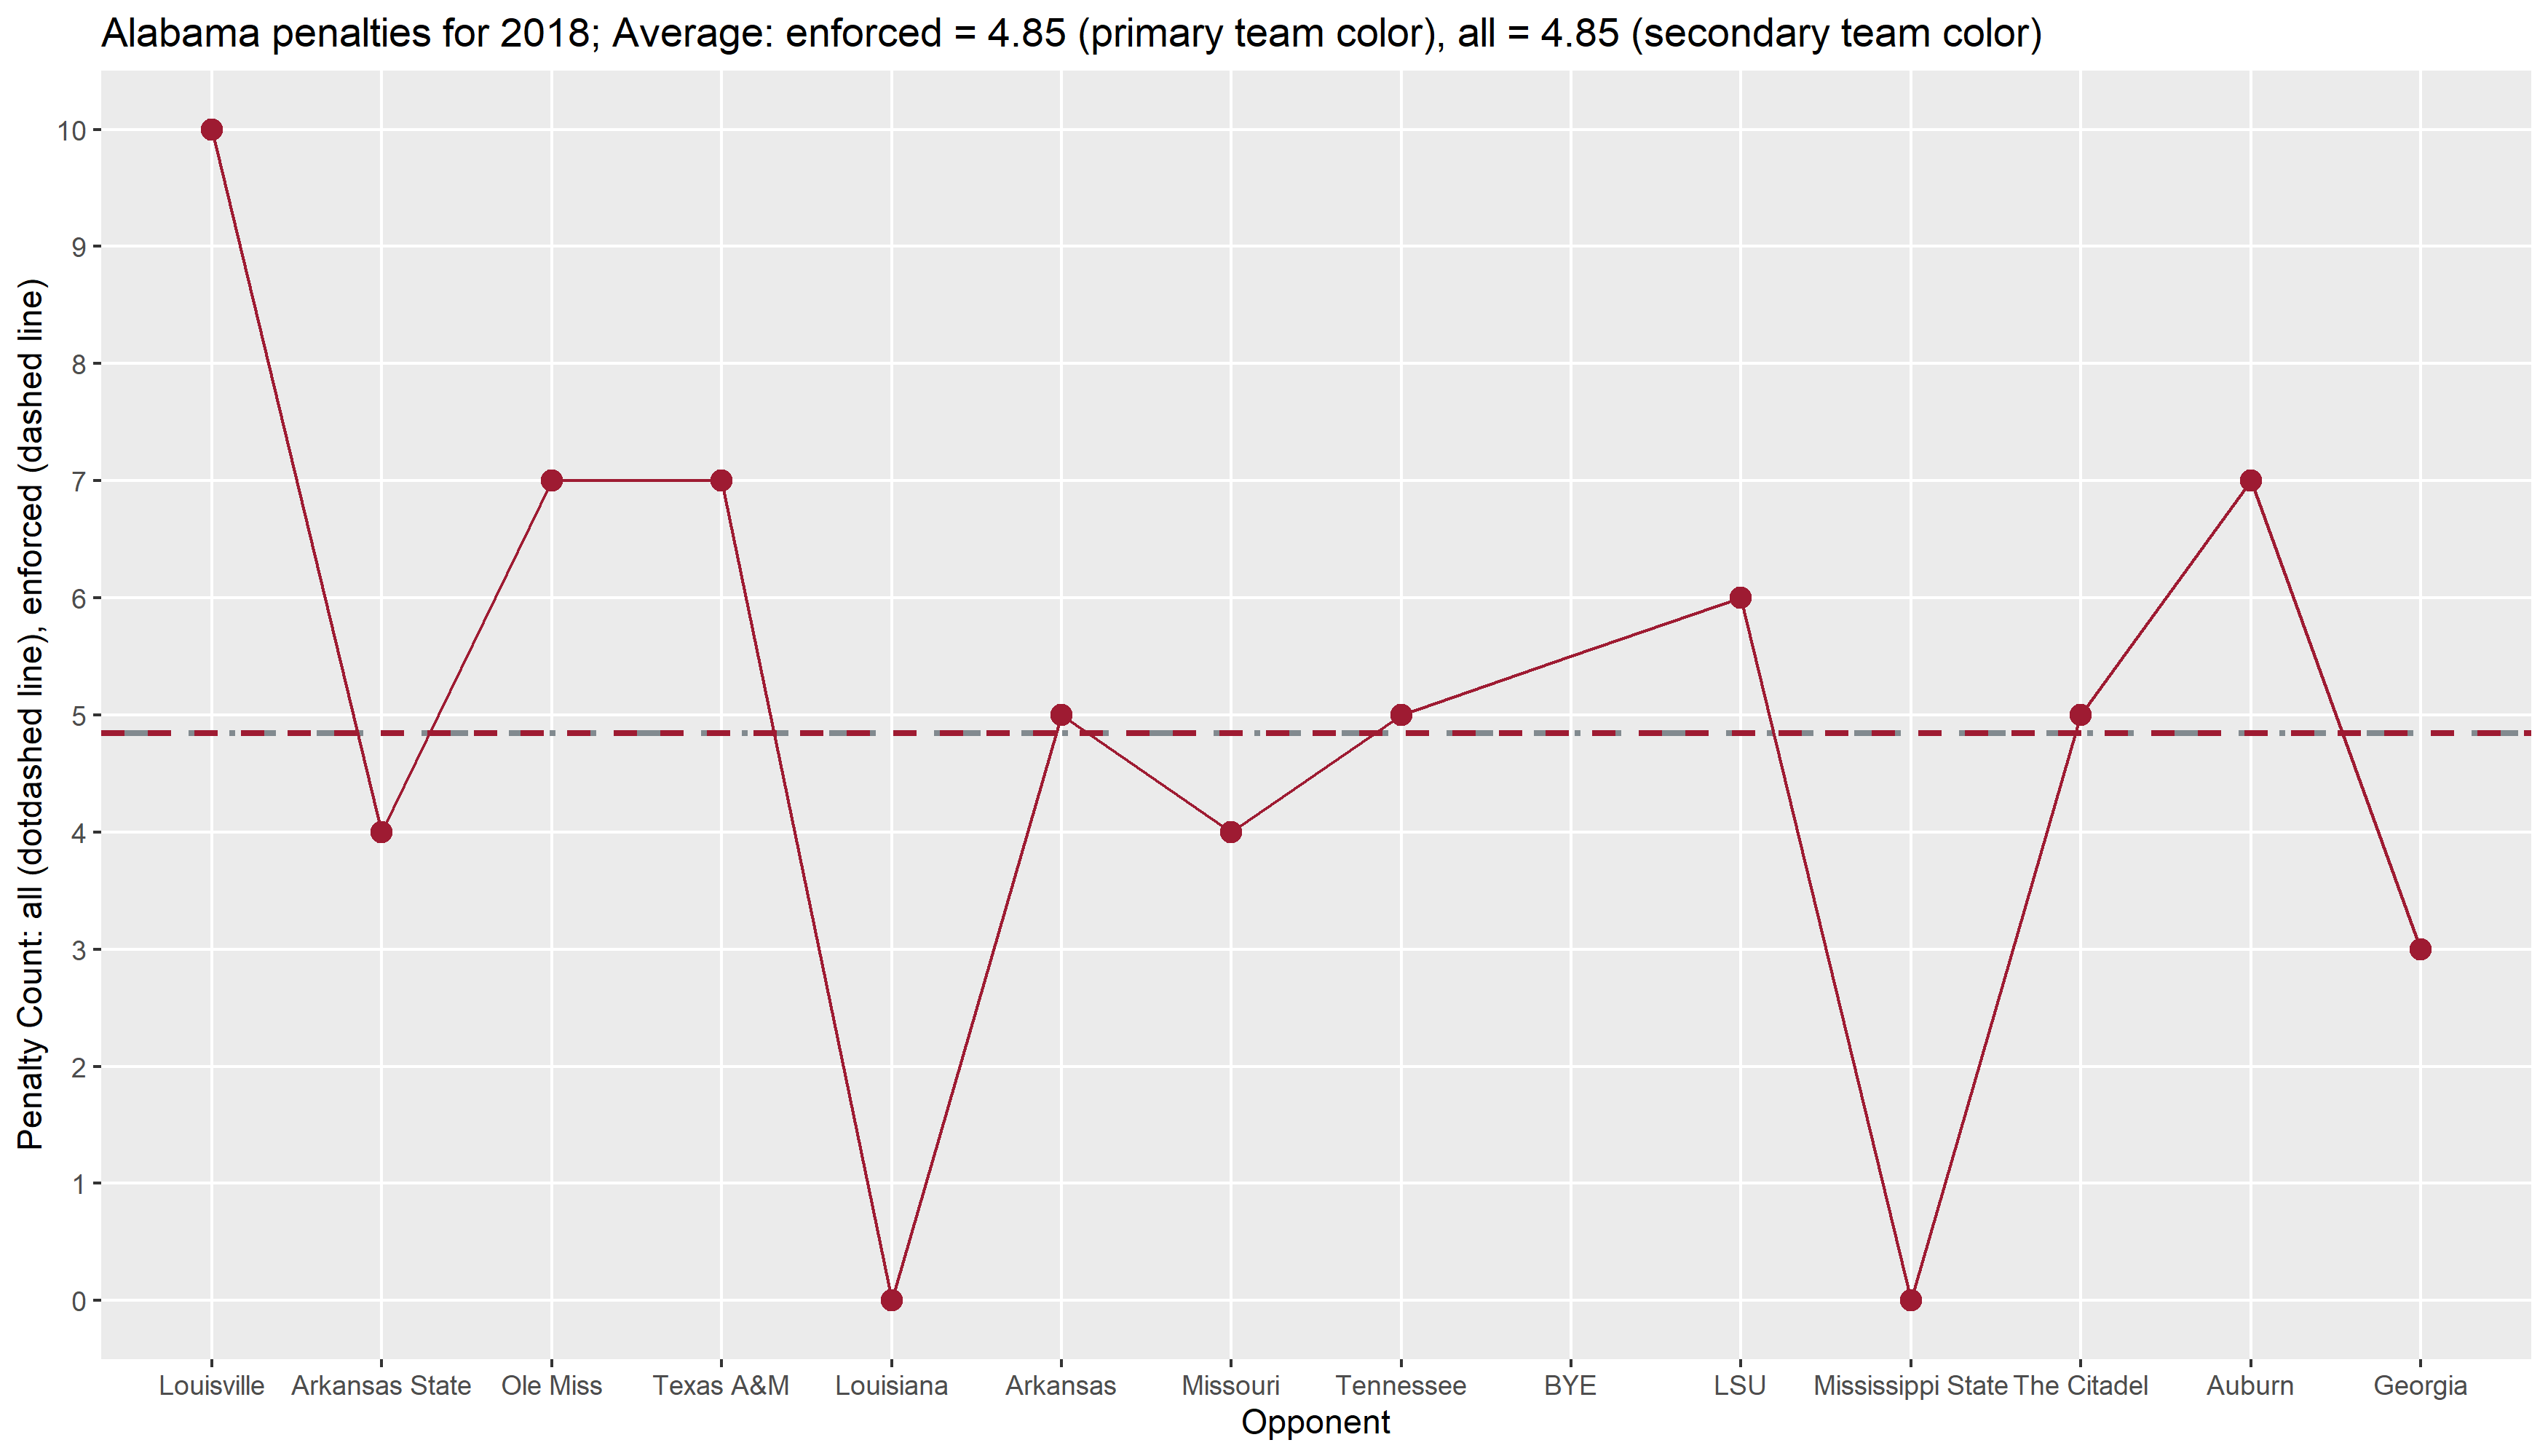 Alabama penalties for 2018; Average: enforced = 4.85 (primary team color), all = 4.85 (secondary team color)
Penalty Count: all (dotdashed line), enforced (dashed line)
10
9
8
7
6
5
4
3
2
1
0
Louisville Arkansas State Ole Miss Texas A&M Louisiana Arkansas Missouri Tennessee BYE LSU Mississippi State The Citadel Auburn Georgia
Opponent